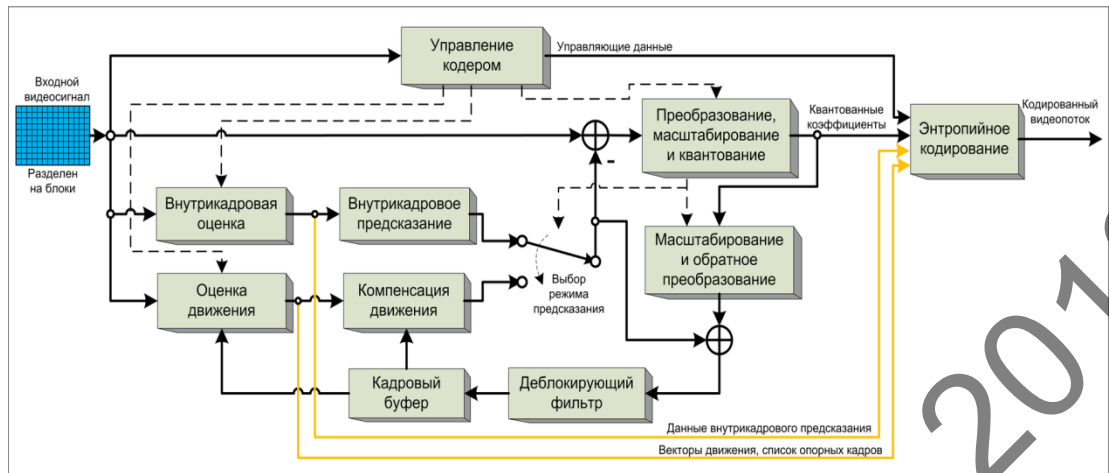 Управление
кодером
Управляющие данные
Входной
видеосигнал
Разделен
на блоки
Преобразование,
масштабирование
и квантование
Квантованные
коэффициенты
Энтропийное
кодирование
Кодированный
видеопоток
-
Внутрикадровая
оценка
Внутрикадровое
предсказание
Масштабирование
и обратное
преобразование
Выбор
режима
предсказания
Оценка
движения
Компенсация
движения
Кадровый
буфер
Деблокирующий
фильтр
Данные внутрикадрового предсказания
Векторы движения, список опорных кадров